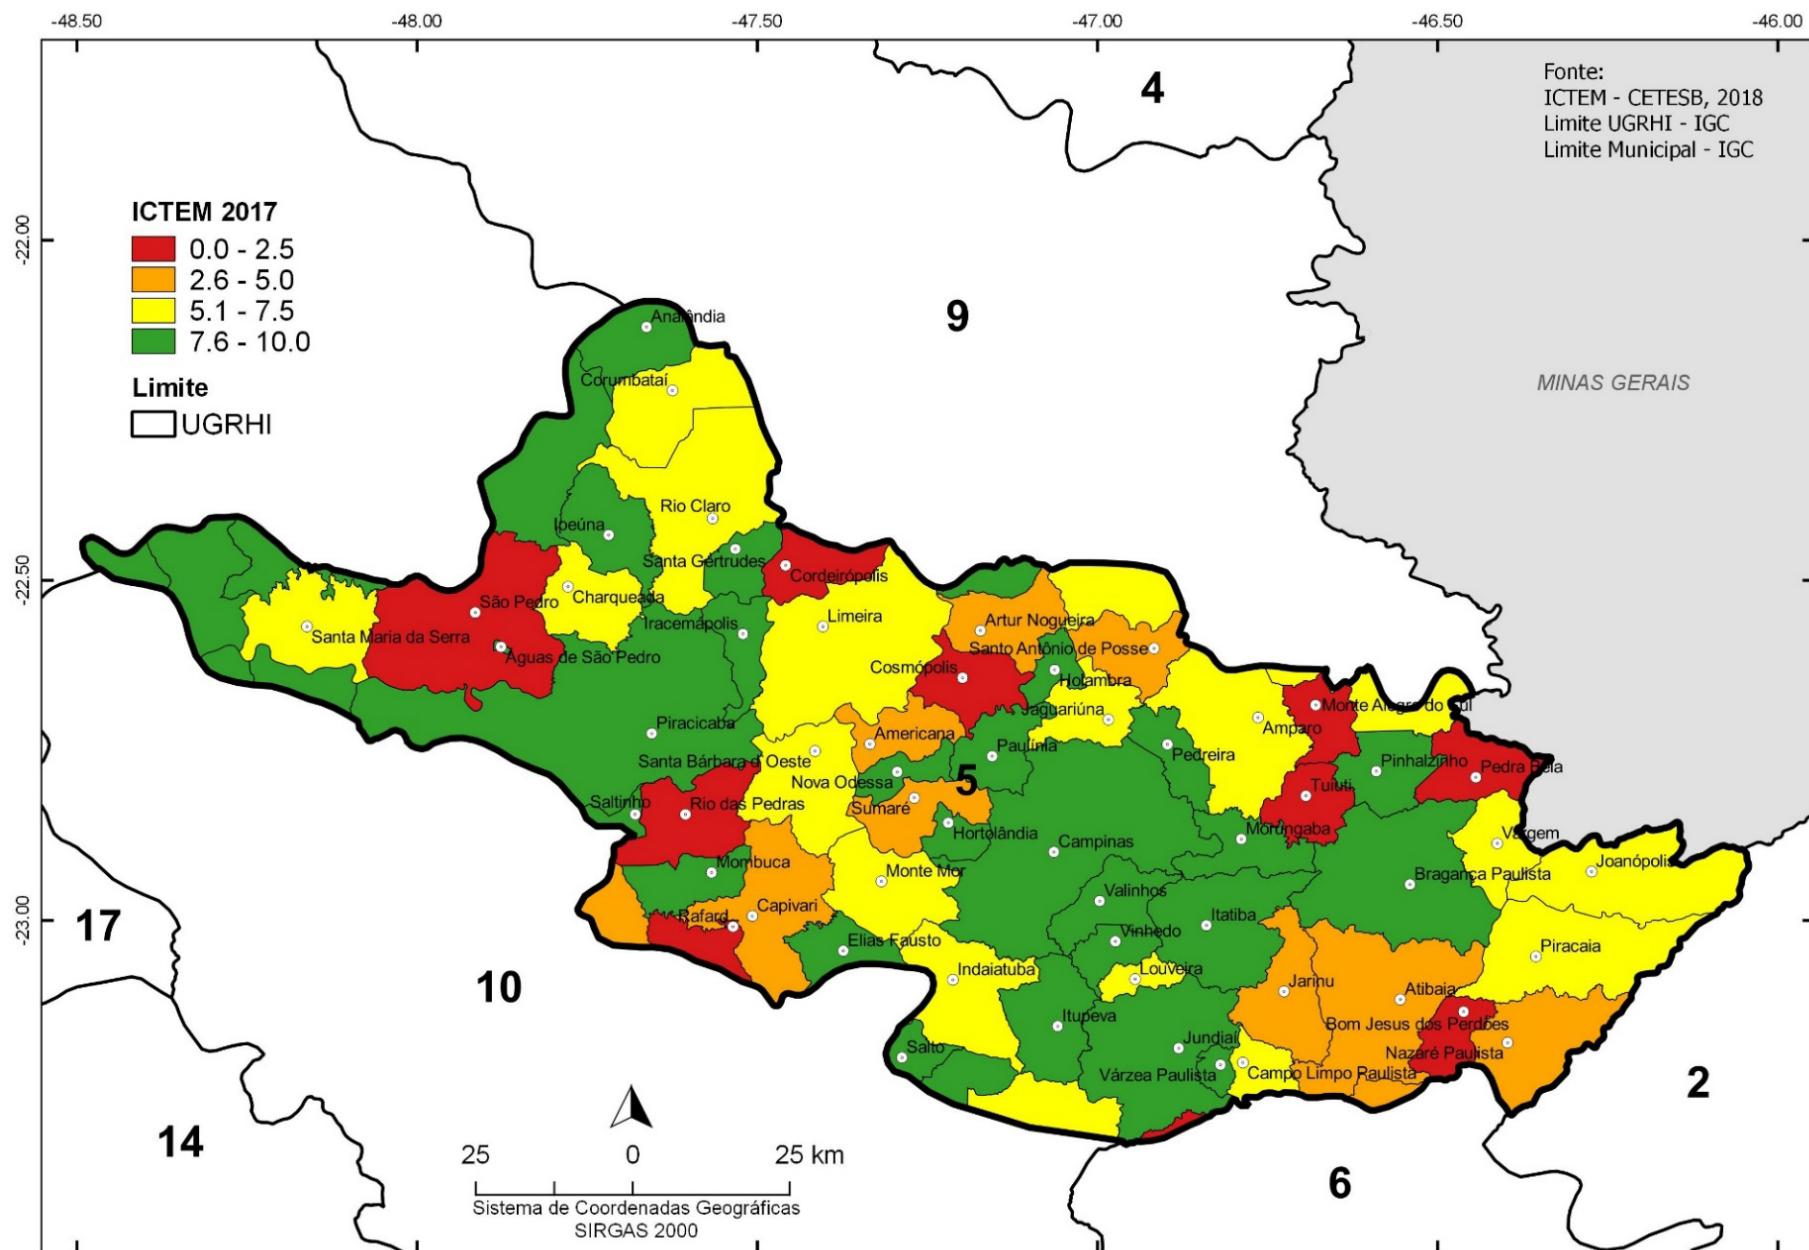 -48.50
-48.00
-47.50
-47.00
-46.50
-46.00
-22.00
-22.50
-23.00
Fonte:
ICTEM - CETESB, 2018
Limite UGRHI - IGC
Limite Municipal - IGC
ICTEM 2017
0.0 - 2.5
2.6 - 5.0
5.1 - 7.5
7.6 - 10.0
Limite
UGRHI
4
9
MINAS GERAIS
Analândia
Corumbataí
Rio Claro
Ipeúna
Santa Gertrudes
Cordeirópolis
Charqueada
São Pedro
Iracemápolis
Limeira
Artur Nogueira
Santa Maria da Serra
Águas de São Pedro
Santo Antônio de Posse
Cosmópolis
Holambra
Jaguariúna
Monte Alegre do Sul
Piracicaba
Americana
Amparo
Santa Bárbara d'Oeste
Paulínia
Pedreira
Pinhalzinho
Pedra Bela
Nova Odessa
5
Tuiuti
Saltinho
Rio das Pedras
Sumaré
Hortolândia
Morungaba
Vargem
Campinas
Mombuca
Monte Mor
Joanópolis
Bragança Paulista
Valinhos
Rafard
Capivari
Itatiba
17
Elias Fausto
Vinhedo
Piracaia
Indaiatuba
Louveira
Jarinu
Atibaia
10
Itupeva
Bom Jesus dos Perdões
Salto
Jundiaí
Nazaré Paulista
Várzea Paulista
Campo Limpo Paulista
2
14
6
25
0
25 km
Sistema de Coordenadas Geográficas
SIRGAS 2000